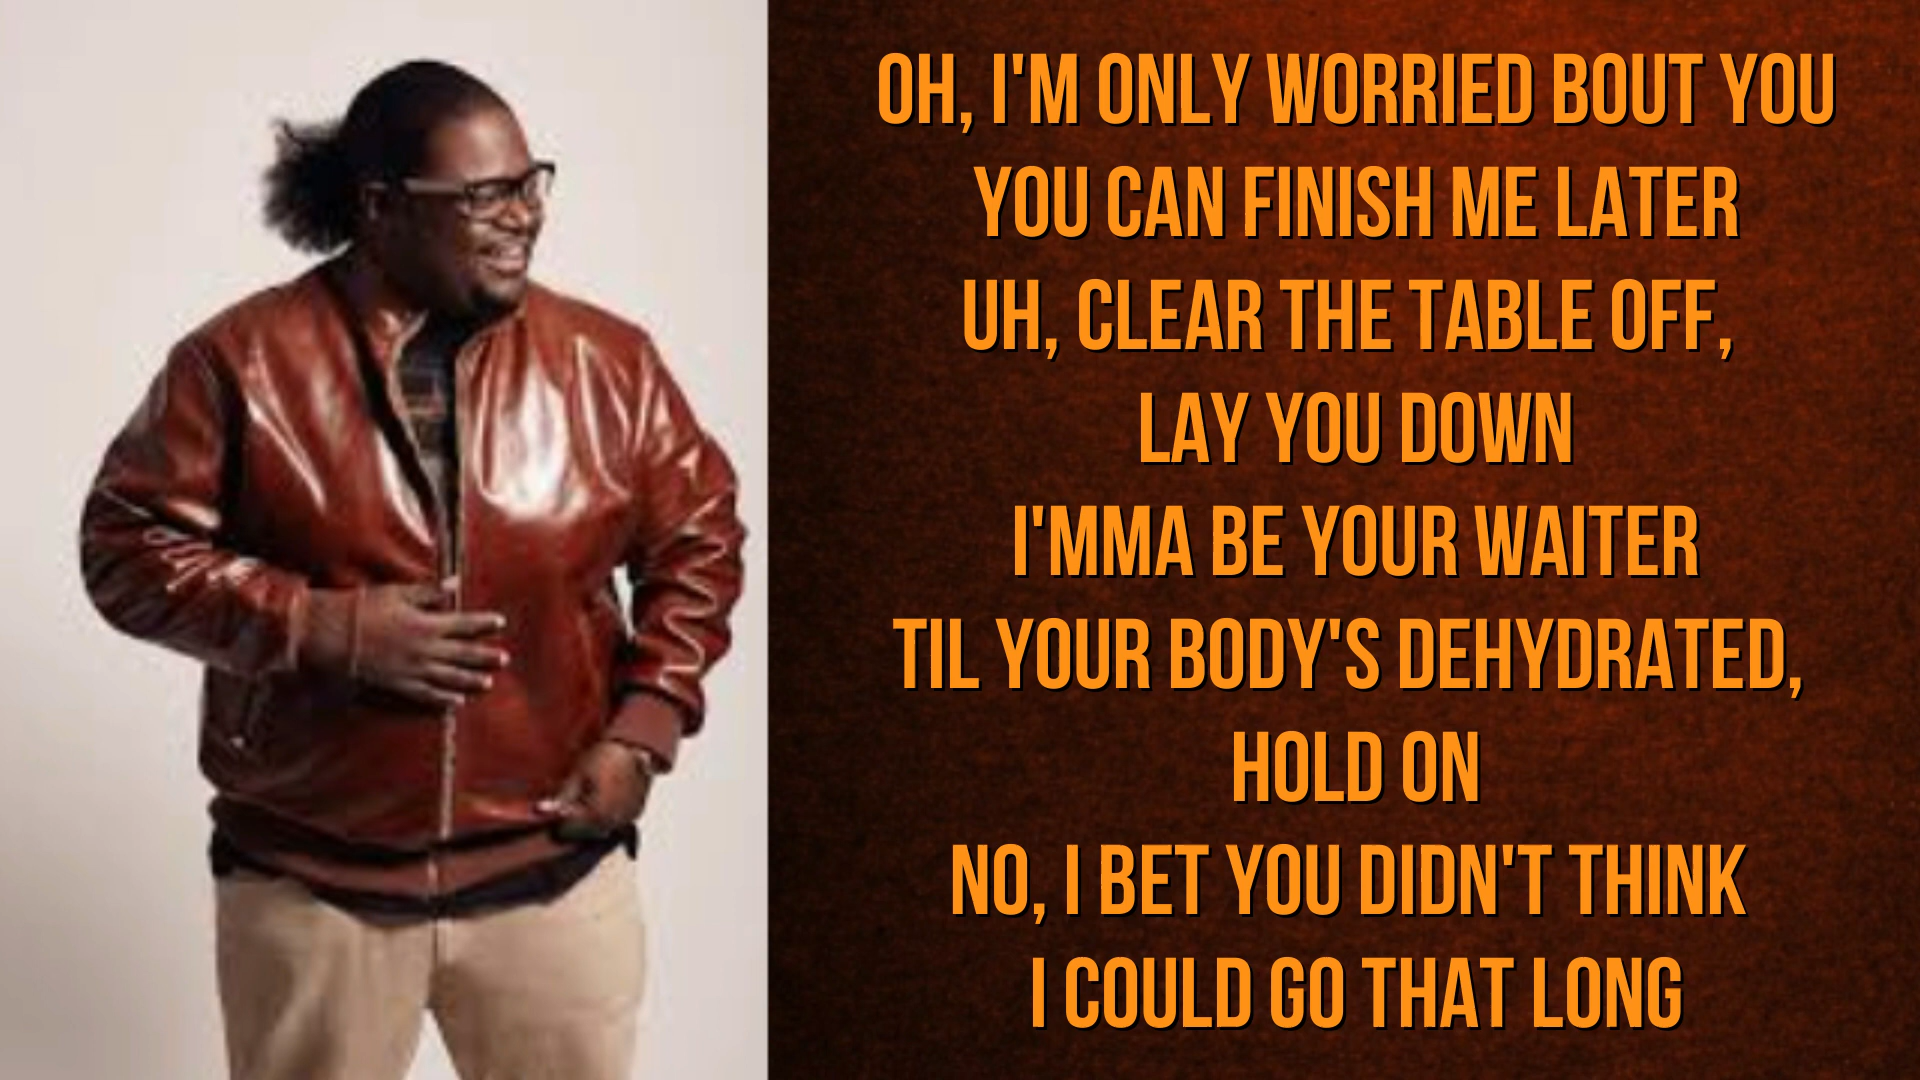 OH, I'M ONLY WORRIED BOUT YOU
YOU CAN FINISH ME LATER
UH, CLEAR THE TABLE OFF,
LAY YOU DOWN
I'MMA BE YOUR WAITER
TIL YOUR BODY'S DEHYDRATED,
HOLD ON
NO, I BET YOU DIDN'T THINK
I COULD GO THAT LONG